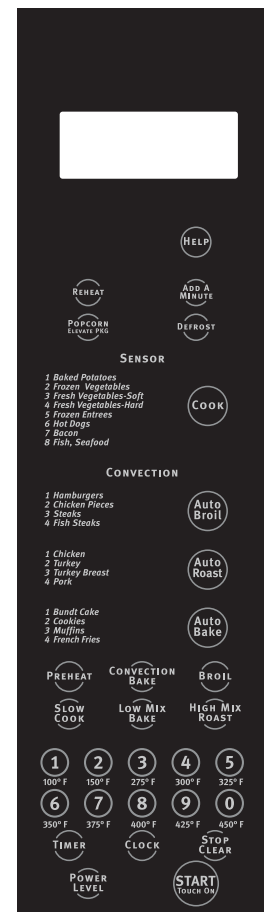 HELP
REHEAT
ADD A
MINUTE
POPCORN
ELEVATE PKG
DEFROST
SENSOR
1 Baked Potatoes
2 Frozen Vegetables
3 Fresh Vegetables-Soft
4 Fresh Vegetables-Hard
5 Frozen Entrees
6 Hot Dogs
7 Bacon
8 Fish, Seafood
COOK
CONVECTION
1 Hamburgers
2 Chicken Pieces
3 Steaks
4 Fish Steaks
Auto
Broil
1 Chicken
2 Turkey
3 Turkey Breast
4 Pork
Auto
Roast
1 Bundt Cake
2 Cookies
3 Muffins
4 French Fries
Auto
Bake
PREHEAT
CONVECTION
BAKE
BROIL
SLOW
COOK
LOW MIX
BAKE
HIGH MIX
ROAST
1 2 3 4 5
100° F 150° F 275° F 300° F 325° F
6 7 8 9 0
350° F 375° F 400° F 425° F 450° F
TIMER
CLOCK
STOP
CLEAR
POWER
LEVEL
START
TOUCH ON